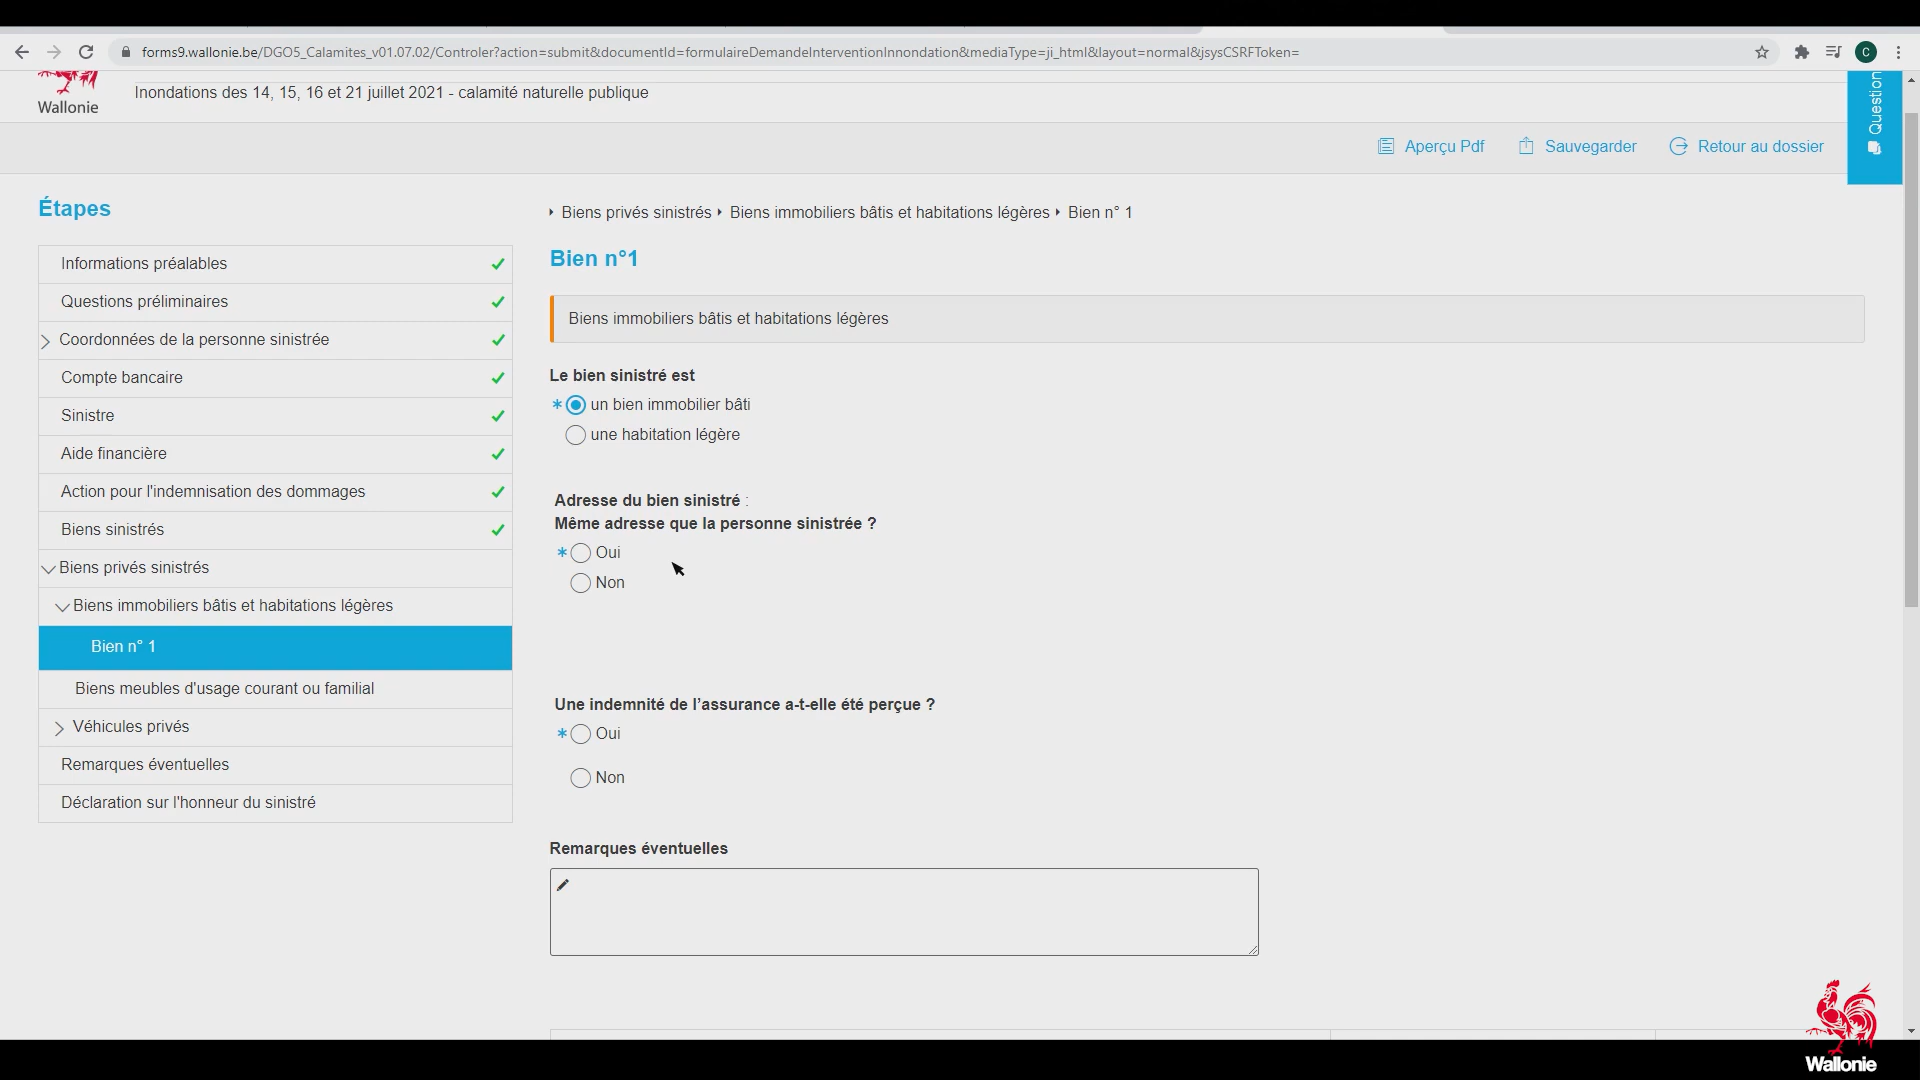 forms9.wallonie.be/DGO5_Calamites_v01.07.02/Controler?action=submit&documentId=formulaireDemandeInterventionInnondation&mediaType=ji_html&layout=normal&jsysCSRFToken=
C
Wallonie
Inondations des 14, 15, 16 et 21 juillet 2021 - calamité naturelle publique
Question
Aperçu Pdf
Sauvegarder
Retour au dossier
Étapes
Informations préalables
Questions préliminaires
Coordonnées de la personne sinistrée
Compte bancaire
Sinistre
Aide financière
Action pour l'indemnisation des dommages
Biens sinistrés
Biens privés sinistrés
Biens immobiliers bâtis et habitations légères
Bien n° 1
Biens meubles d'usage courant ou familial
Véhicules privés
Remarques éventuelles
Déclaration sur l'honneur du sinistré
Biens privés sinistrés Biens immobiliers bâtis et habitations légères Bien n° 1
Bien n°1
Biens immobiliers bâtis et habitations légères
Le bien sinistré est
* un bien immobilier bâti
une habitation légère
Adresse du bien sinistré :
Même adresse que la personne sinistrée ?
* Oui
Non
Une indemnité de l’assurance a-t-elle été perçue ?
* Oui
Non
Remarques éventuelles
Wallonie